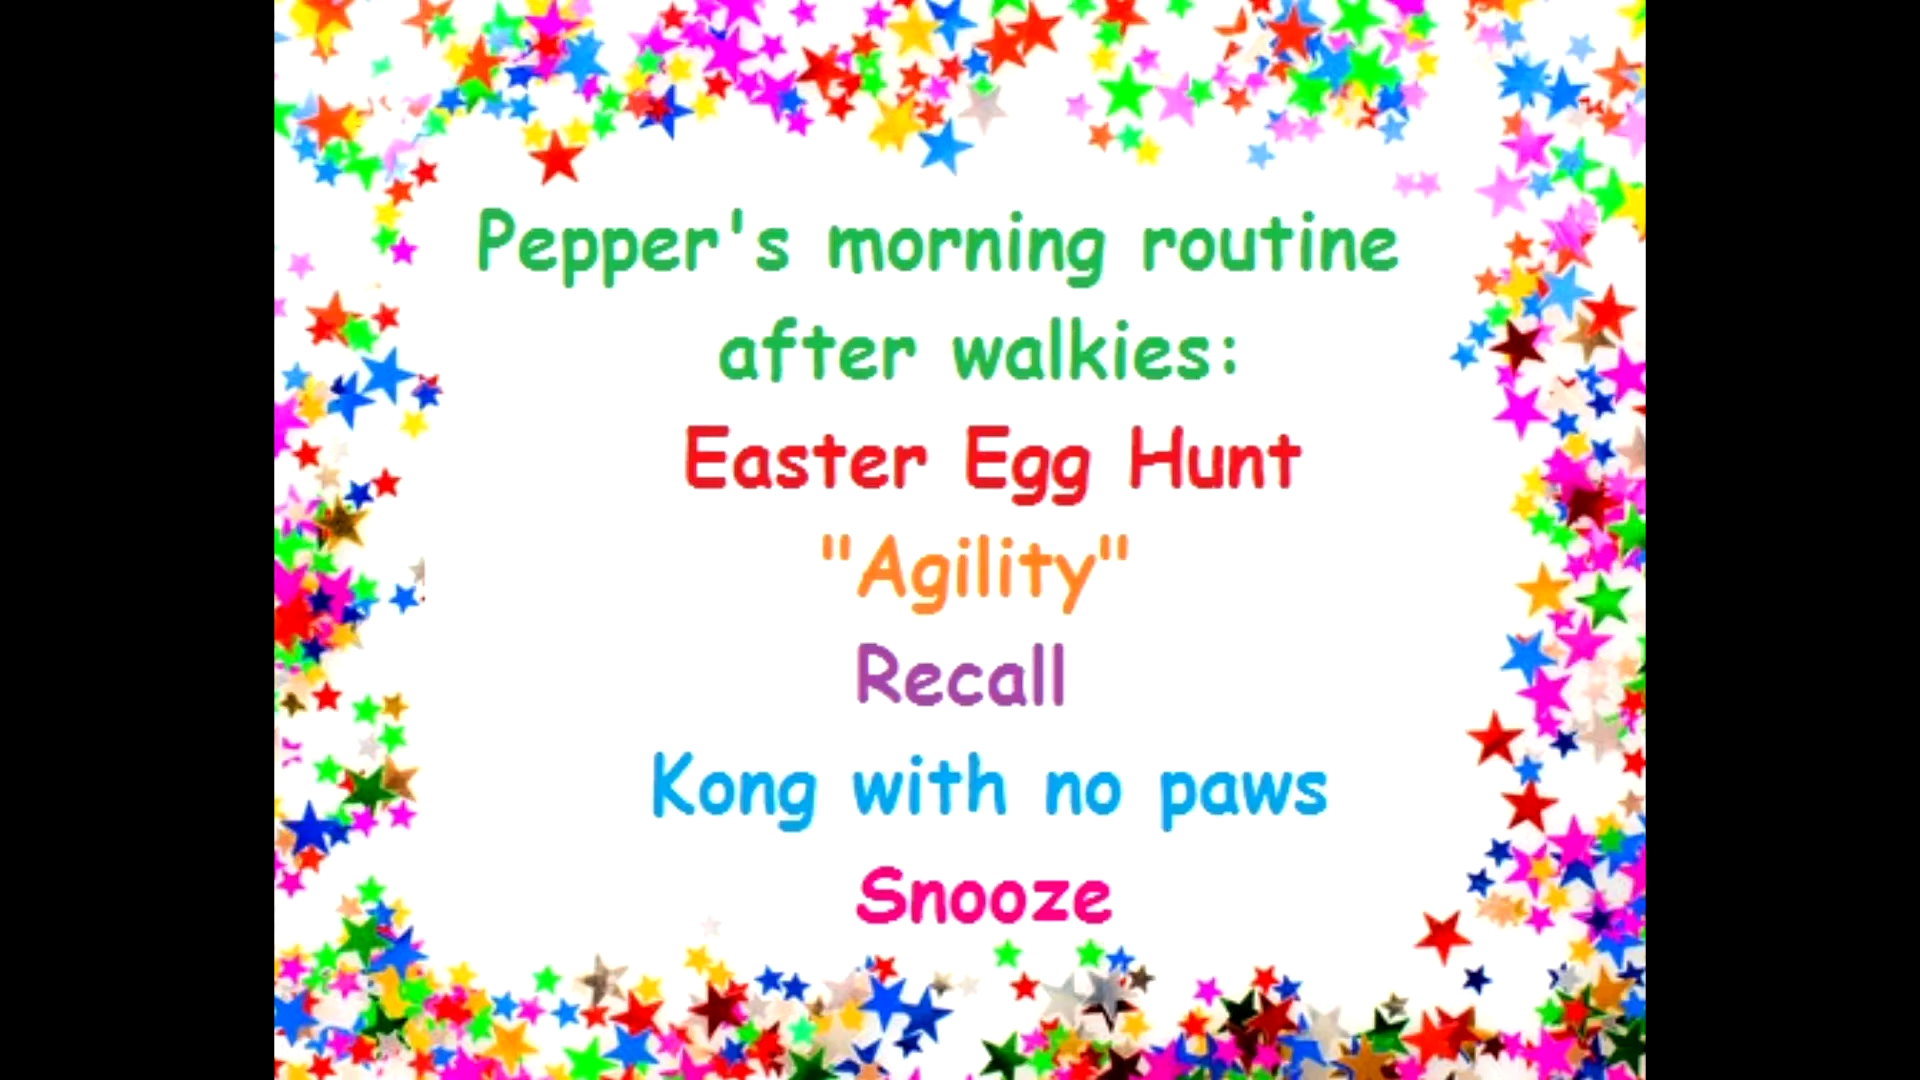 Pepper's morning routine
after walkies:
Easter Egg Hunt
"Agility"
Recall
Kong with no paws
Snooze